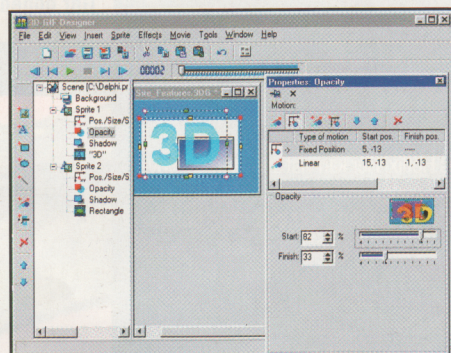 3D GIF Designer
File Edit View Insert Sprite Effects Movie Tools Window Help
00002
Scene [C:\Delphi.pr
Background
Sprite 1
Pos./Size/S
Opacity
Shadow
"3D"
Sprite 2
Pos./Size/S
Opacity
Shadow
Rectangle
Site_Features.3DG *
3D
Properties: Opacity
Motion:
Type of motion Start pos. Finish pos.
Fixed Position 5, -13 ----
Linear 15, -13 -1, -13
Opacity
3D
Start: 82 %
Finish: 33 %